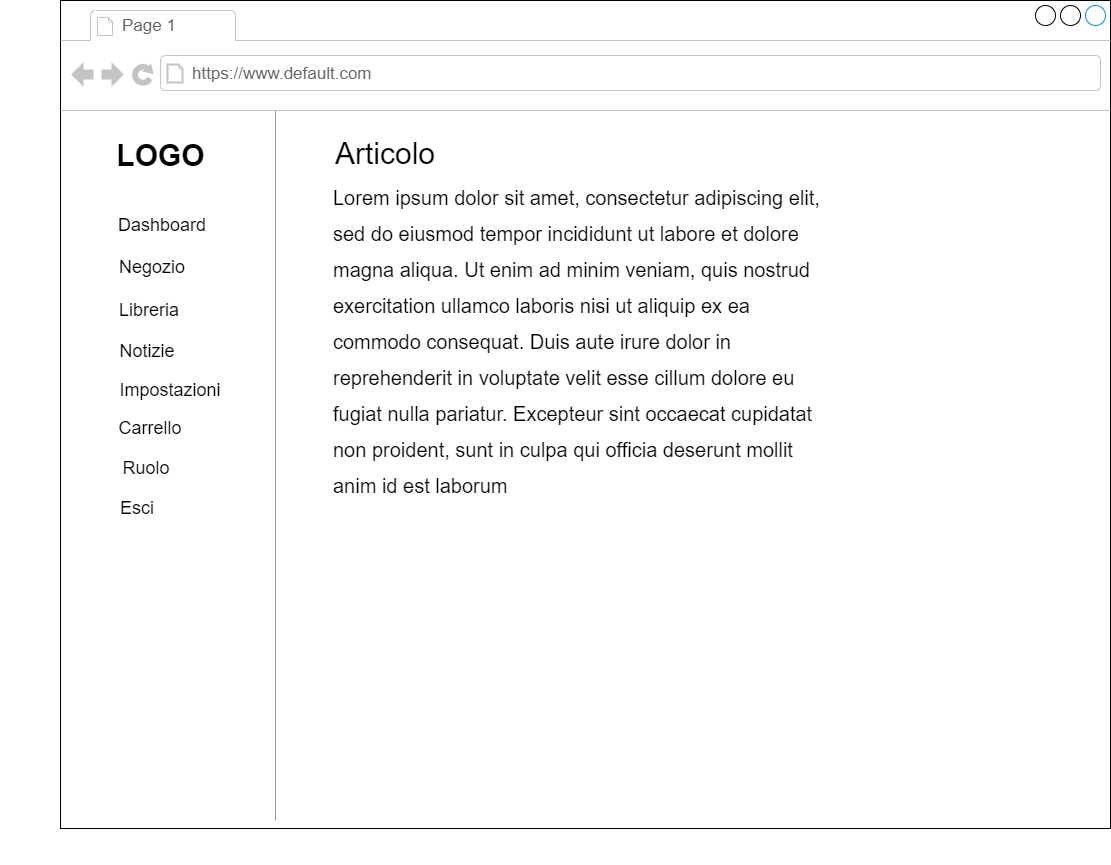 Page 1
https://www.default.com
LOGO
Dashboard
Negozio
Libreria
Notizie
Impostazioni
Carrello
Ruolo
Esci
Articolo
Lorem ipsum dolor sit amet, consectetur adipiscing elit,
sed do eiusmod tempor incididunt ut labore et dolore
magna aliqua. Ut enim ad minim veniam, quis nostrud
exercitation ullamco laboris nisi ut aliquip ex ea
commodo consequat. Duis aute irure dolor in
reprehenderit in voluptate velit esse cillum dolore eu
fugiat nulla pariatur. Excepteur sint occaecat cupidatat
non proident, sunt in culpa qui officia deserunt mollit
anim id est laborum